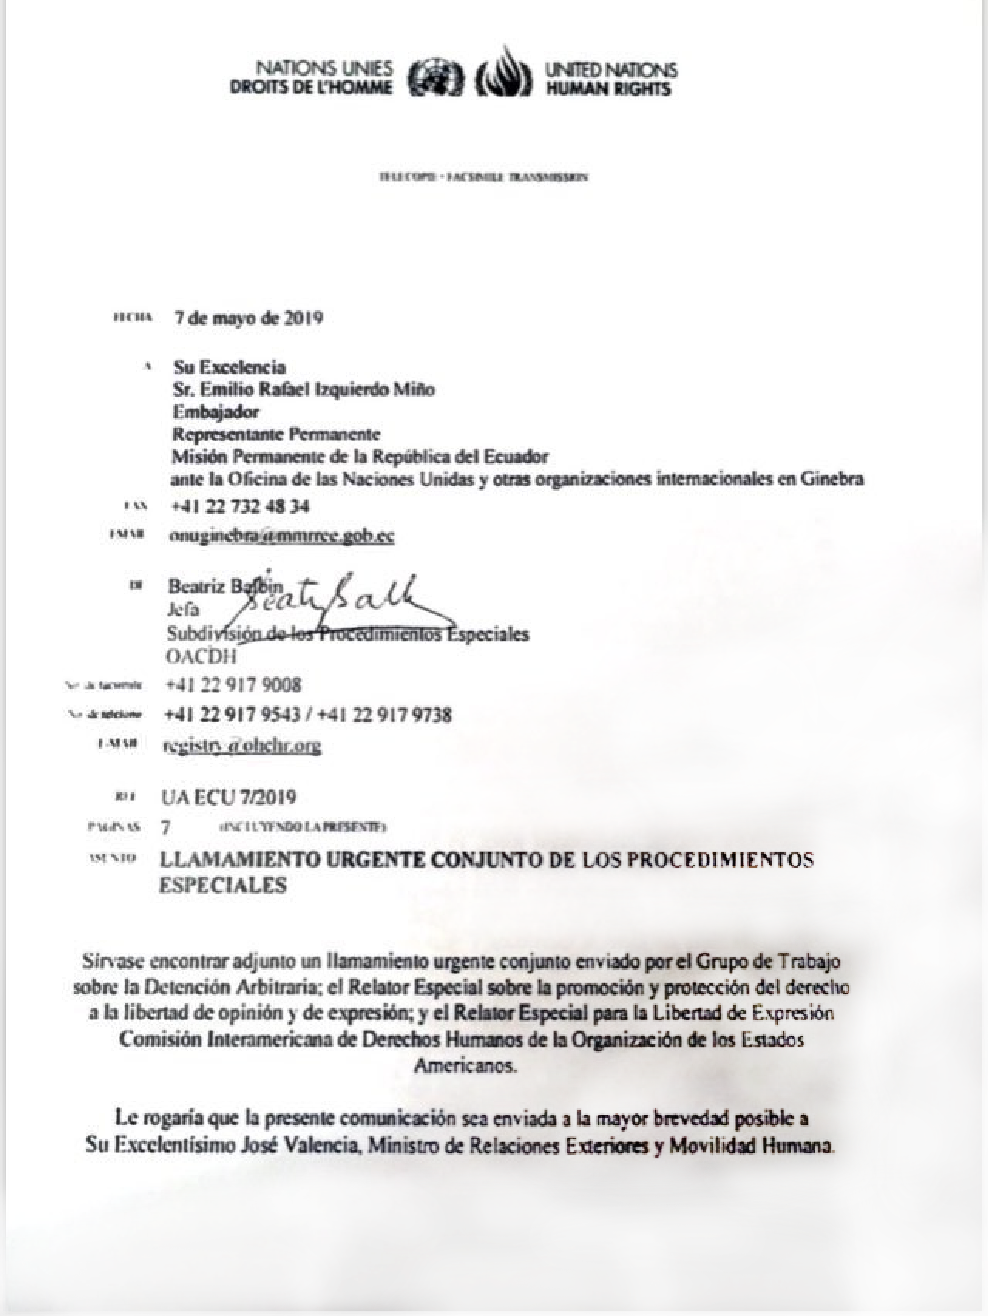 NATIONS UNIES
DROITS DE L'HOMME
UNITED NATIONS
HUMAN RIGHTS
TELECOPIE - FACSIMILE TRANSMISSION
FECHA 7 de mayo de 2019
A Su Excelencia
Sr. Emilio Rafael Izquierdo Miño
Embajador
Representante Permanente
Misión Permanente de la República del Ecuador
ante la Oficina de las Naciones Unidas y otras organizaciones internacionales en Ginebra
FAX +41 22 732 48 34
EMAIL onuginebra@mmrree.gob.ec
DE Beatriz Balbin
Jefa
Subdivisión de los Procedimientos Especiales
OACDH
No. de facsimile +41 22 917 9008
No. de teléfono +41 22 917 9543 / +41 22 917 9738
E-MAIL registry@ohchr.org
REF UA ECU 7/2019
PAGINAS 7 (INCLUYENDO LA PRESENTE)
ASUNTO LLAMAMIENTO URGENTE CONJUNTO DE LOS PROCEDIMIENTOS
ESPECIALES
Sírvase encontrar adjunto un llamamiento urgente conjunto enviado por el Grupo de Trabajo
sobre la Detención Arbitraria; el Relator Especial sobre la promoción y protección del derecho
a la libertad de opinión y de expresión; y el Relator Especial para la Libertad de Expresión
Comisión Interamericana de Derechos Humanos de la Organización de los Estados
Americanos.
Le rogaría que la presente comunicación sea enviada a la mayor brevedad posible a
Su Excelentísimo José Valencia, Ministro de Relaciones Exteriores y Movilidad Humana.